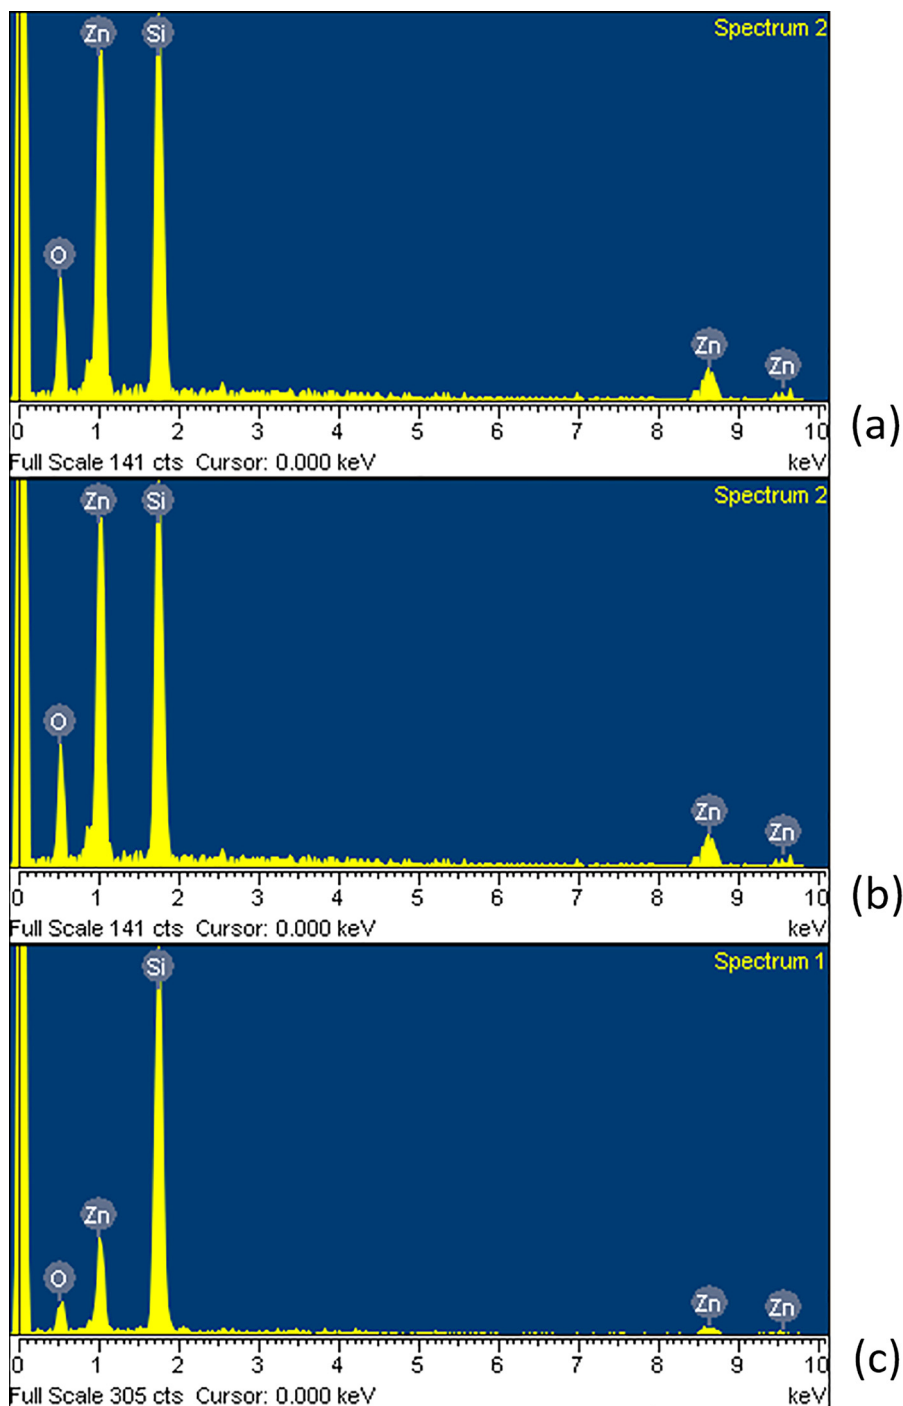 Zn Si Spectrum 2
O
Zn
Zn
0 1 2 3 4 5 6 7 8 9 10 (a)
Full Scale 141 cts Cursor: 0.000 keV keV
Zn Si Spectrum 2
O
Zn
Zn
0 1 2 3 4 5 6 7 8 9 10 (b)
Full Scale 141 cts Cursor: 0.000 keV keV
Si Spectrum 1
Zn
O
Zn Zn
0 1 2 3 4 5 6 7 8 9 10 (c)
Full Scale 305 cts Cursor: 0.000 keV keV